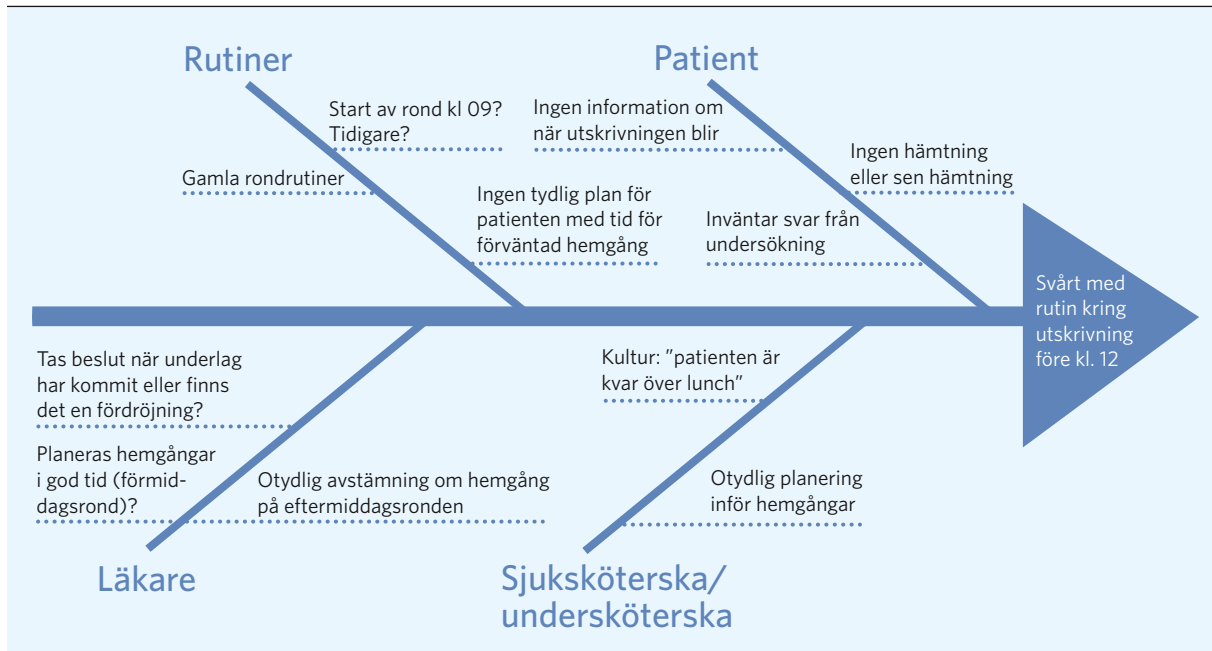 Rutiner
Patient
Start av rond kl 09?
Tidigare?
Gamla rondrutiner
Ingen tydlig plan för
patienten med tid för
förväntad hemgång
Ingen information om
när utskrivningen blir
Ingen hämtning
eller sen hämtning
Inväntar svar från
undersökning
Svårt med
rutin kring
utskrivning
före kl. 12
Tas beslut när underlag
har kommit eller finns
det en fördröjning?
Planeras hemgångar
i god tid (förmid-
dagsrond)?
Otydlig avstämning om hemgång
på eftermiddagsronden
Kultur: ”patienten är
kvar över lunch”
Otydlig planering
inför hemgångar
Läkare
Sjuksköterska/
undersköterska